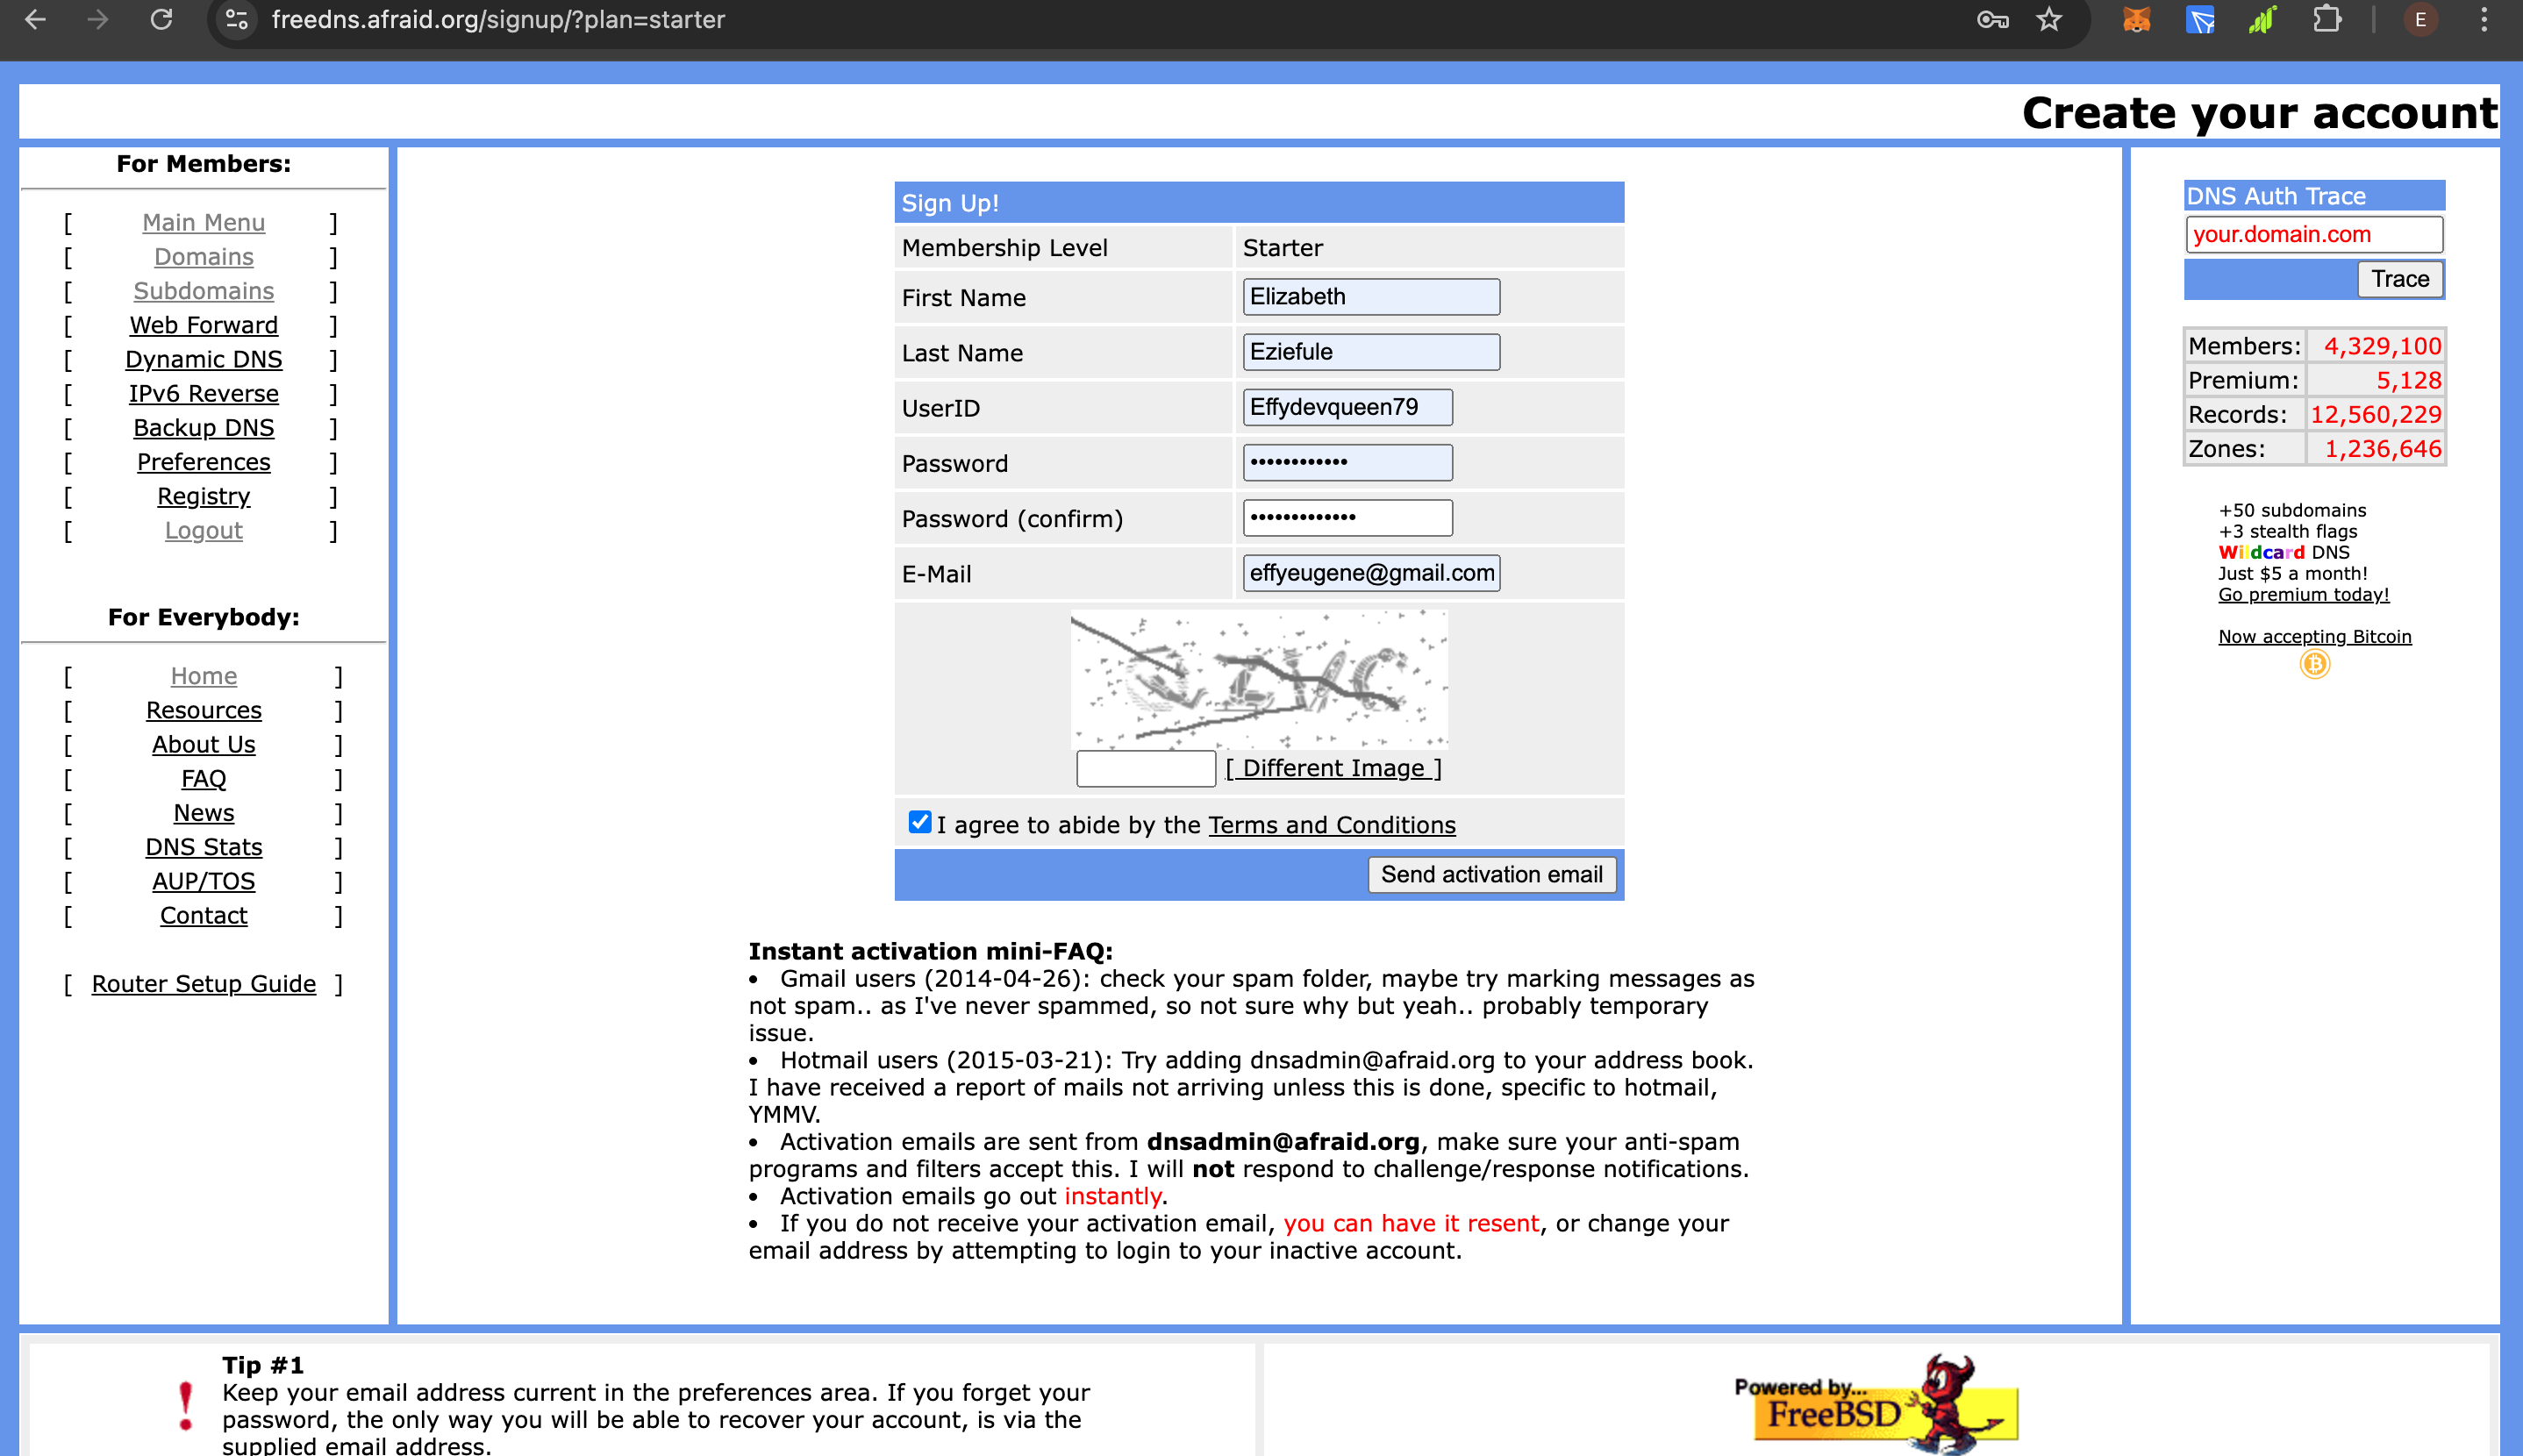 freedns.afraid.org/signup/?plan=starter
E
Create your account
For Members:
[ Main Menu ]
[ Domains ]
[ Subdomains ]
[ Web Forward ]
[ Dynamic DNS ]
[ IPv6 Reverse ]
[ Backup DNS ]
[ Preferences ]
[ Registry ]
[ Logout ]
For Everybody:
[ Home ]
[ Resources ]
[ About Us ]
[ FAQ ]
[ News ]
[ DNS Stats ]
[ AUP/TOS ]
[ Contact ]
[ Router Setup Guide ]
Sign Up!
Membership Level Starter
First Name Elizabeth
Last Name Eziefule
UserID Effydevqueen79
Password ••••••••••••
Password (confirm) •••••••••••••
E-Mail effyeugene@gmail.com
[ Different Image ]
I agree to abide by the Terms and Conditions
Send activation email
Instant activation mini-FAQ:
• Gmail users (2014-04-26): check your spam folder, maybe try marking messages as
not spam.. as I've never spammed, so not sure why but yeah.. probably temporary
issue.
• Hotmail users (2015-03-21): Try adding dnsadmin@afraid.org to your address book.
I have received a report of mails not arriving unless this is done, specific to hotmail,
YMMV.
• Activation emails are sent from dnsadmin@afraid.org, make sure your anti-spam
programs and filters accept this. I will not respond to challenge/response notifications.
• Activation emails go out instantly.
• If you do not receive your activation email, you can have it resent, or change your
email address by attempting to login to your inactive account.
DNS Auth Trace
your.domain.com
Trace
Members: 4,329,100
Premium: 5,128
Records: 12,560,229
Zones: 1,236,646
+50 subdomains
+3 stealth flags
Wildcard DNS
Just $5 a month!
Go premium today!
Now accepting Bitcoin
Tip #1
Keep your email address current in the preferences area. If you forget your
password, the only way you will be able to recover your account, is via the
supplied email address.
Powered by...
FreeBSD